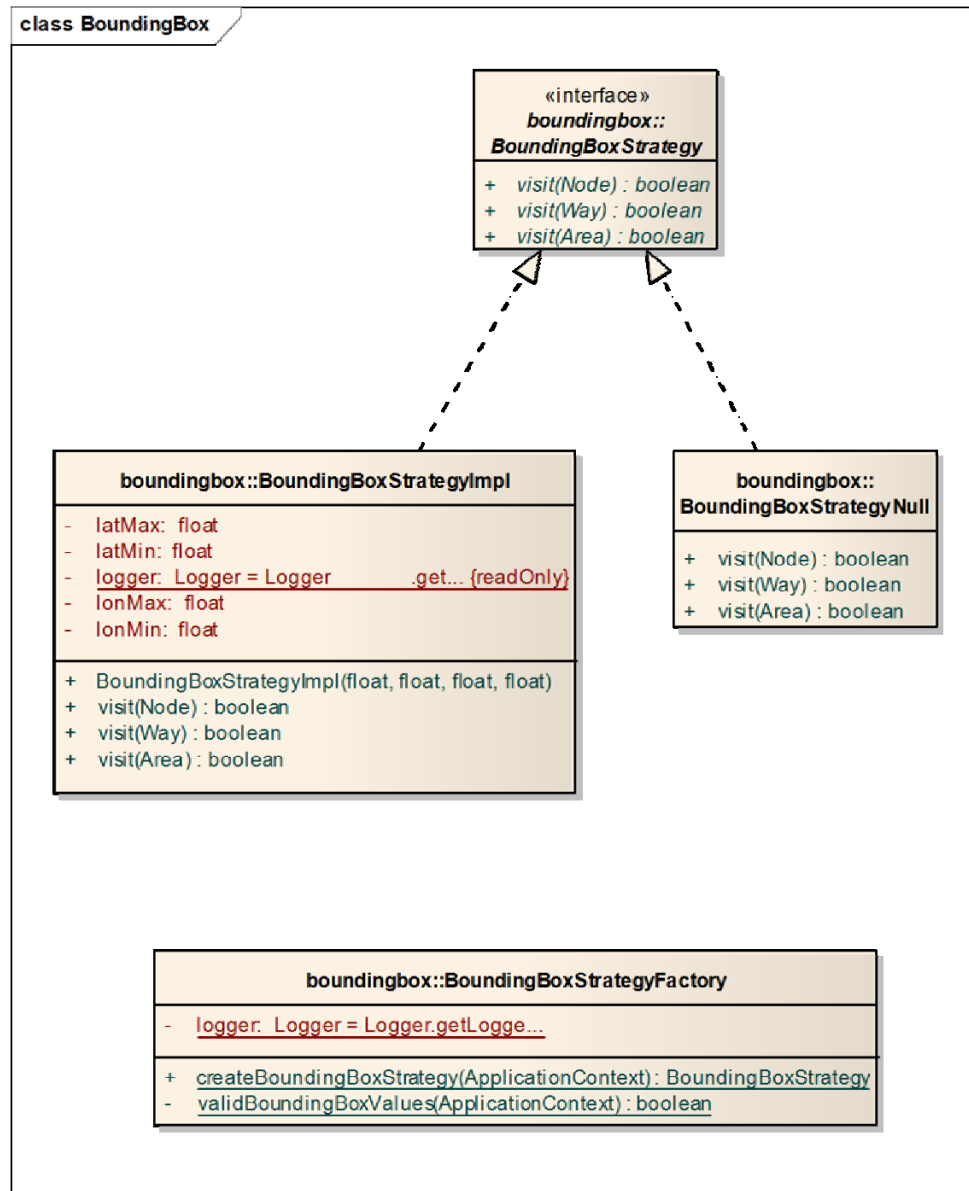 class BoundingBox
«interface»
boundingbox::
BoundingBoxStrategy
+ visit(Node) : boolean
+ visit(Way) : boolean
+ visit(Area) : boolean
boundingbox::BoundingBoxStrategyImpl
- latMax: float
- latMin: float
- logger: Logger = Logger .get... {readOnly}
- lonMax: float
- lonMin: float
+ BoundingBoxStrategyImpl(float, float, float, float)
+ visit(Node) : boolean
+ visit(Way) : boolean
+ visit(Area) : boolean
boundingbox::
BoundingBoxStrategyNull
+ visit(Node) : boolean
+ visit(Way) : boolean
+ visit(Area) : boolean
boundingbox::BoundingBoxStrategyFactory
- logger: Logger = Logger.getLogge...
+ createBoundingBoxStrategy(ApplicationContext) : BoundingBoxStrategy
- validBoundingBoxValues(ApplicationContext) : boolean